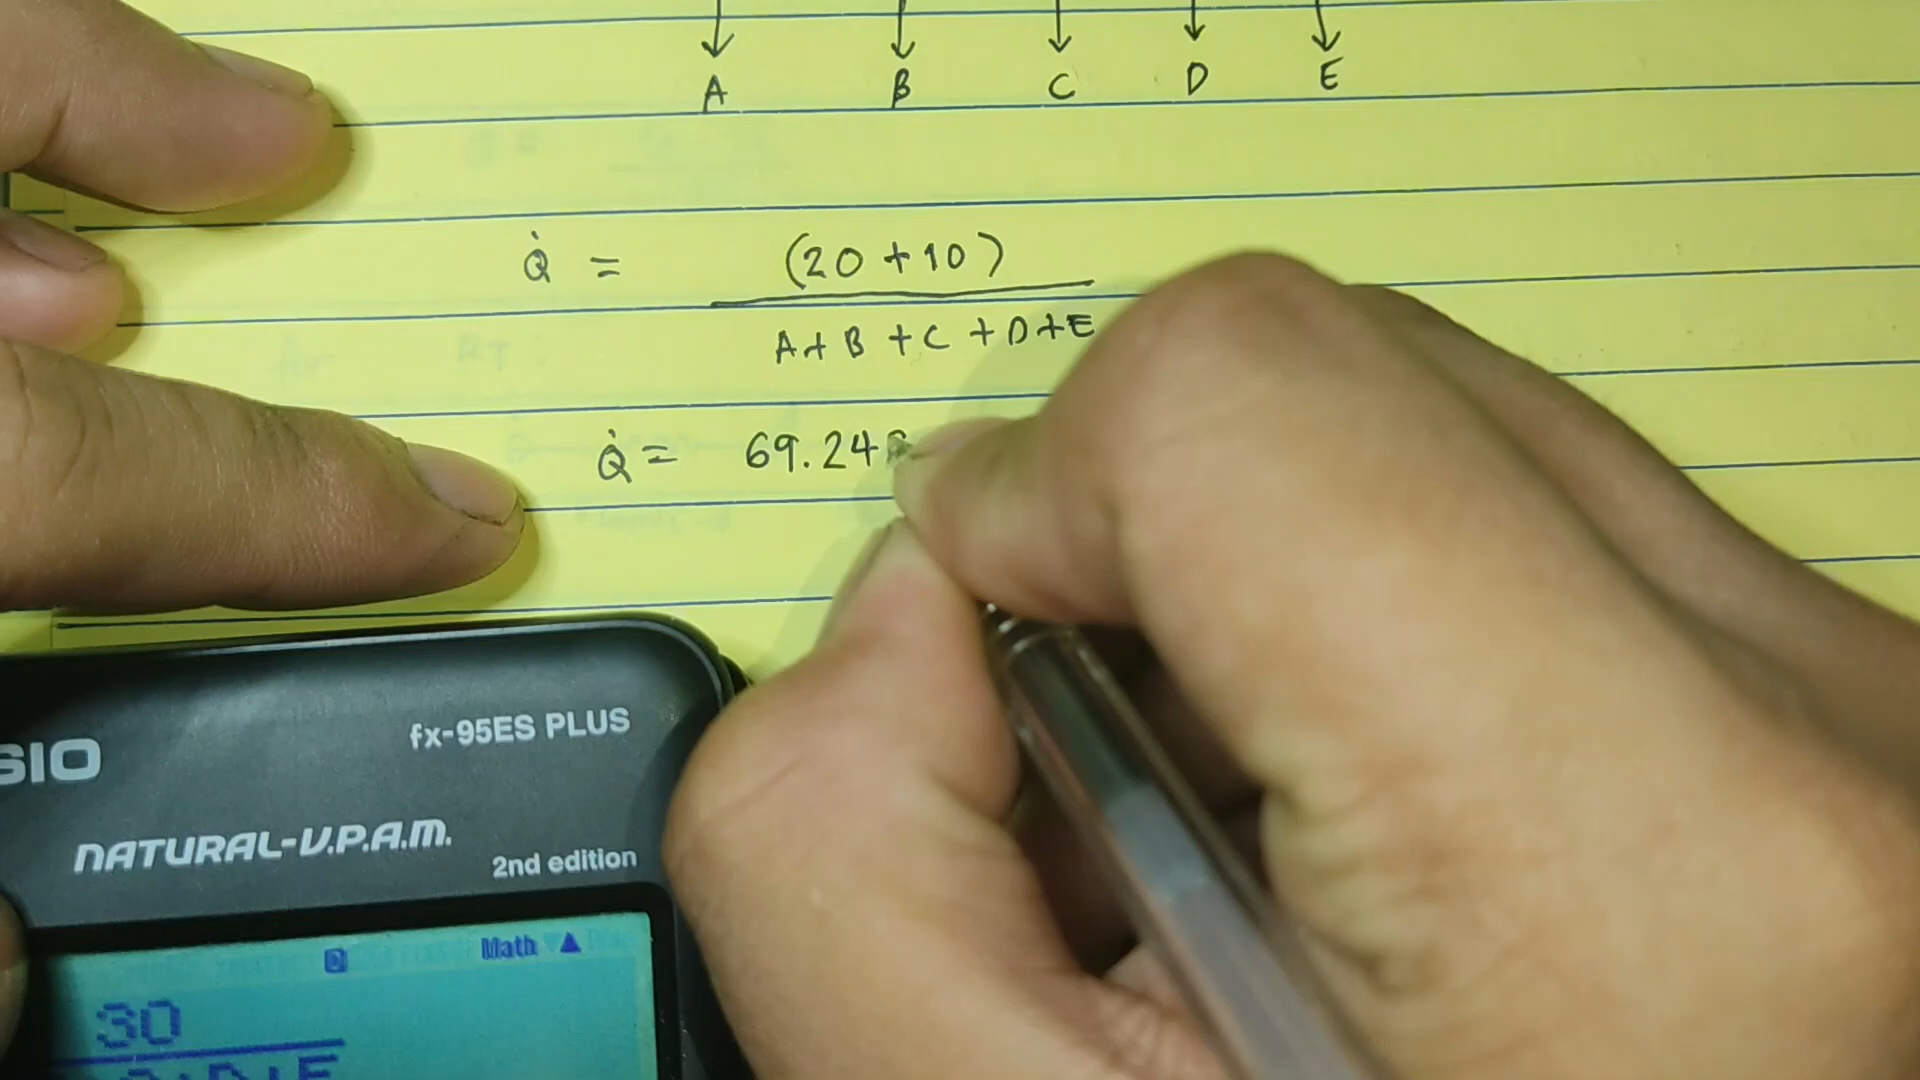 A B C D E
Q̇ = (20 + 10)
A + B + C + D + E
Q̇ = 69.24
SIO
fx-95ES PLUS
NATURAL-V.P.A.M.
2nd edition
D Math ▲
30
+D+E